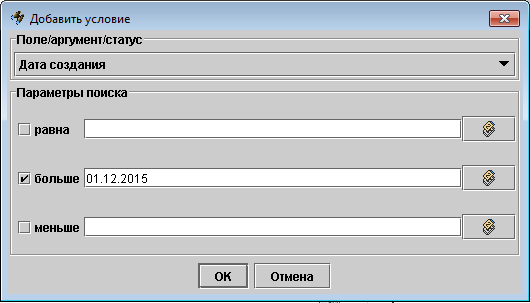 Добавить условие
Поле/аргумент/статус
Дата создания
Параметры поиска
равна
больше 01.12.2015
меньше
OK Отмена